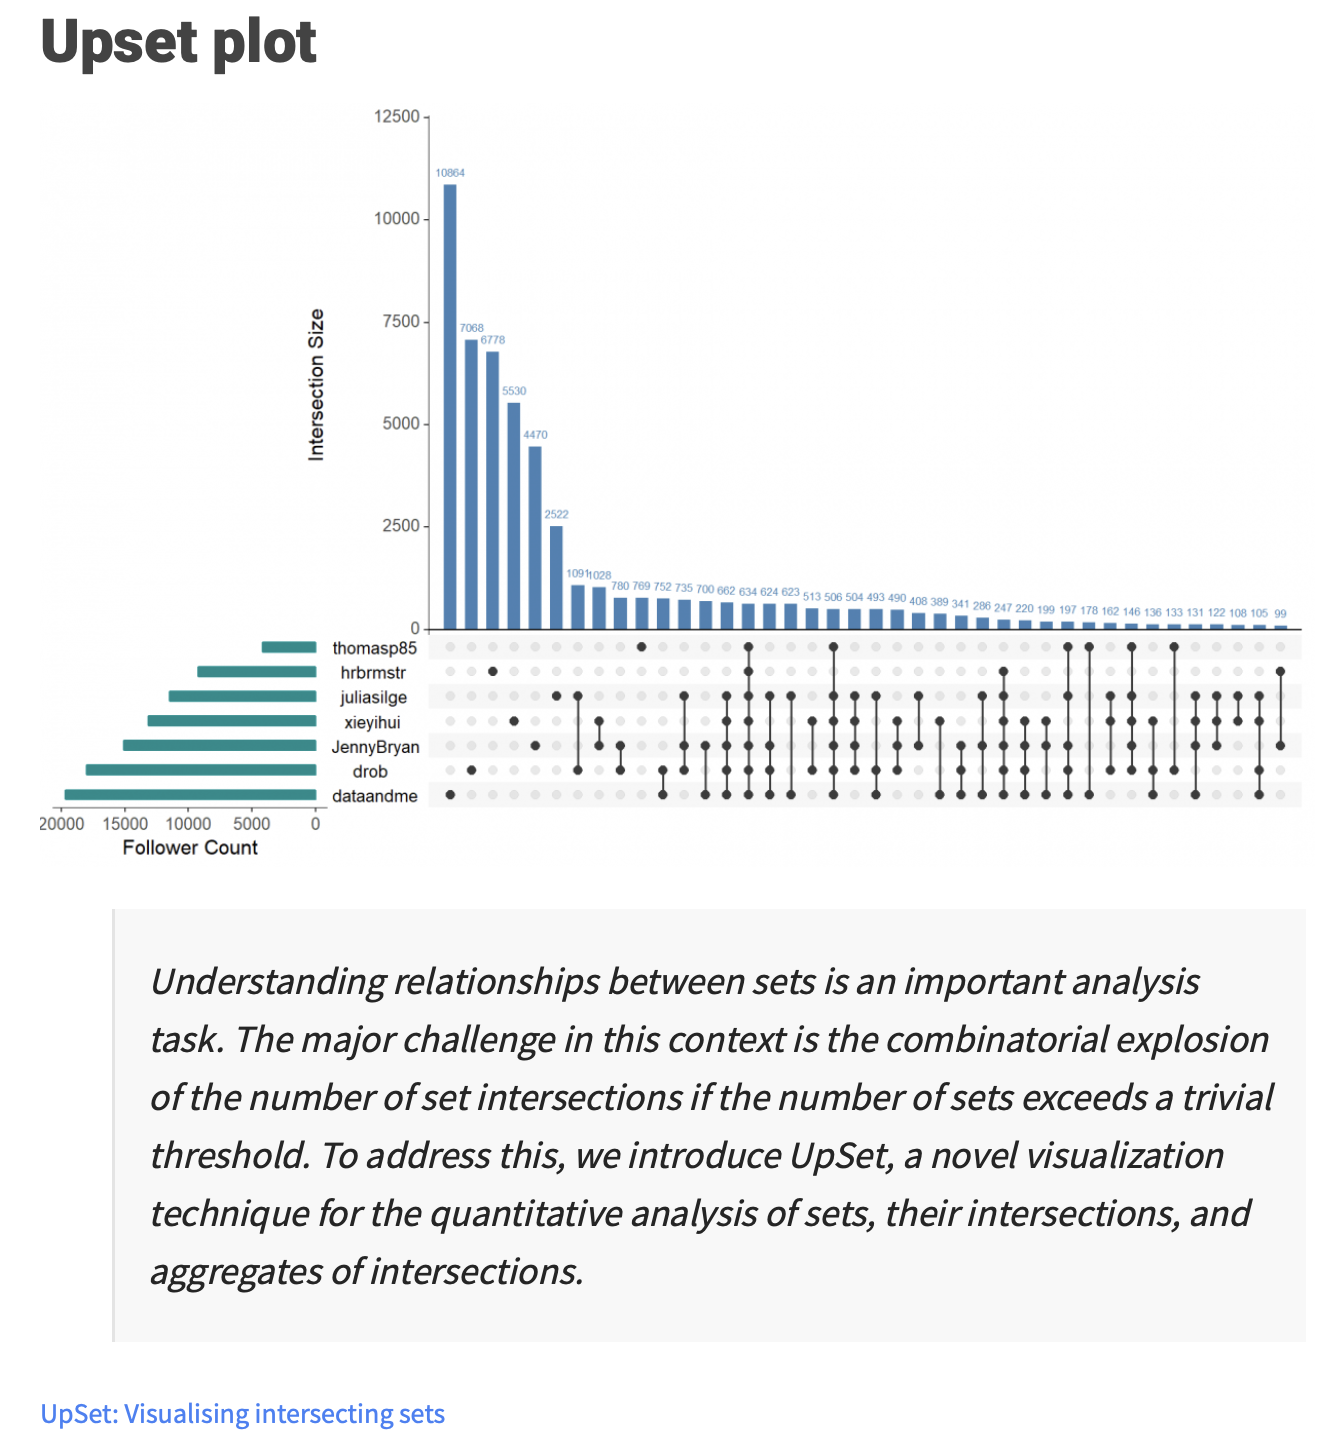 Upset plot
12500
10000
7500
5000
2500
0
Intersection Size
10864
7068
6778
5530
4470
2522
1091
1028
780 769 752 735 700 662 634 624 623 513 506 504 493 490 408 389 341 286 247 220 199 197 178 162 146 136 133 131 122 108 105 99
thomasp85
hrbrmstr
juliasilge
xieyihui
JennyBryan
drob
dataandme
20000 15000 10000 5000 0
Follower Count
Understanding relationships between sets is an important analysis
task. The major challenge in this context is the combinatorial explosion
of the number of set intersections if the number of sets exceeds a trivial
threshold. To address this, we introduce UpSet, a novel visualization
technique for the quantitative analysis of sets, their intersections, and
aggregates of intersections.
UpSet: Visualising intersecting sets